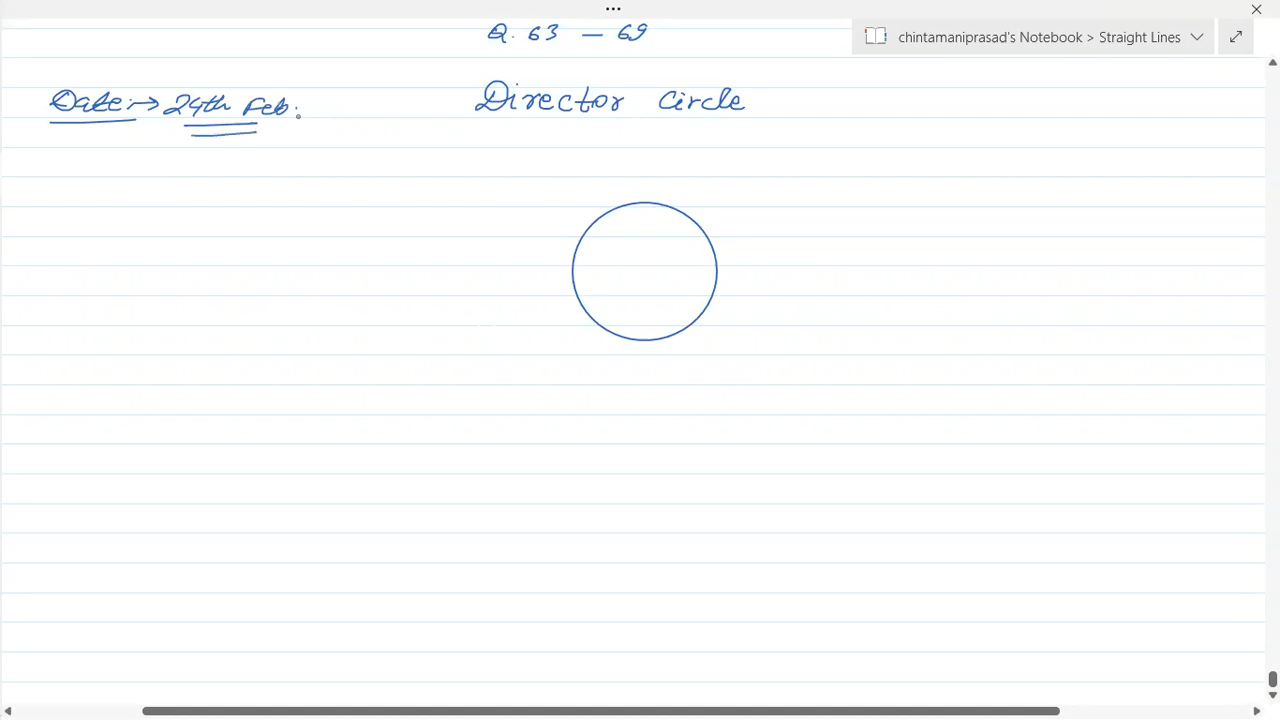 ...
Q. 63 — 69
chintamaniprasad's Notebook > Straight Lines
Date:→ 24th Feb:
Director Circle